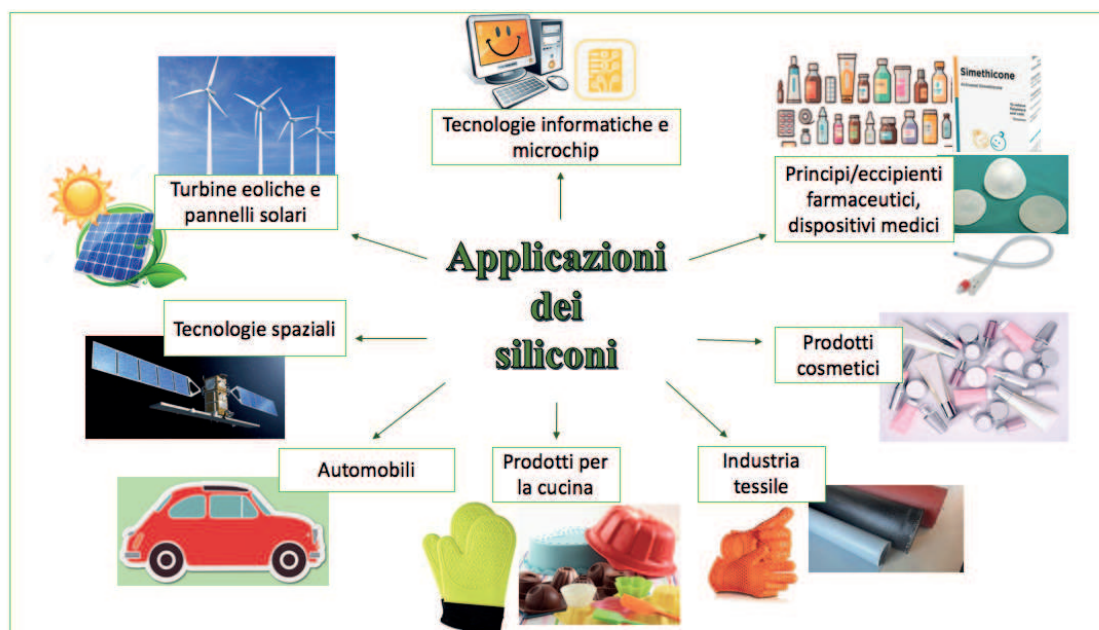 Tecnologie informatiche e
microchip
Simethicone
Turbine eoliche e
pannelli solari
Principi/eccipienti
farmaceutici,
dispositivi medici
Applicazioni
dei
siliconi
Tecnologie spaziali
Prodotti
cosmetici
Automobili
Prodotti per
la cucina
Industria
tessile